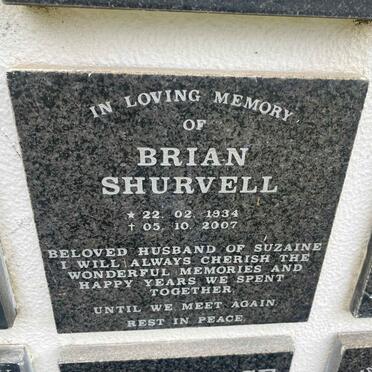 IN LOVING MEMORY
OF
BRIAN
SHURVELL
★ 22. 02. 1934
† 05. 10. 2007
BELOVED HUSBAND OF SUZAINE
I WILL ALWAYS CHERISH THE
WONDERFUL MEMORIES AND
HAPPY YEARS WE SPENT
TOGETHER
UNTIL WE MEET AGAIN
REST IN PEACE